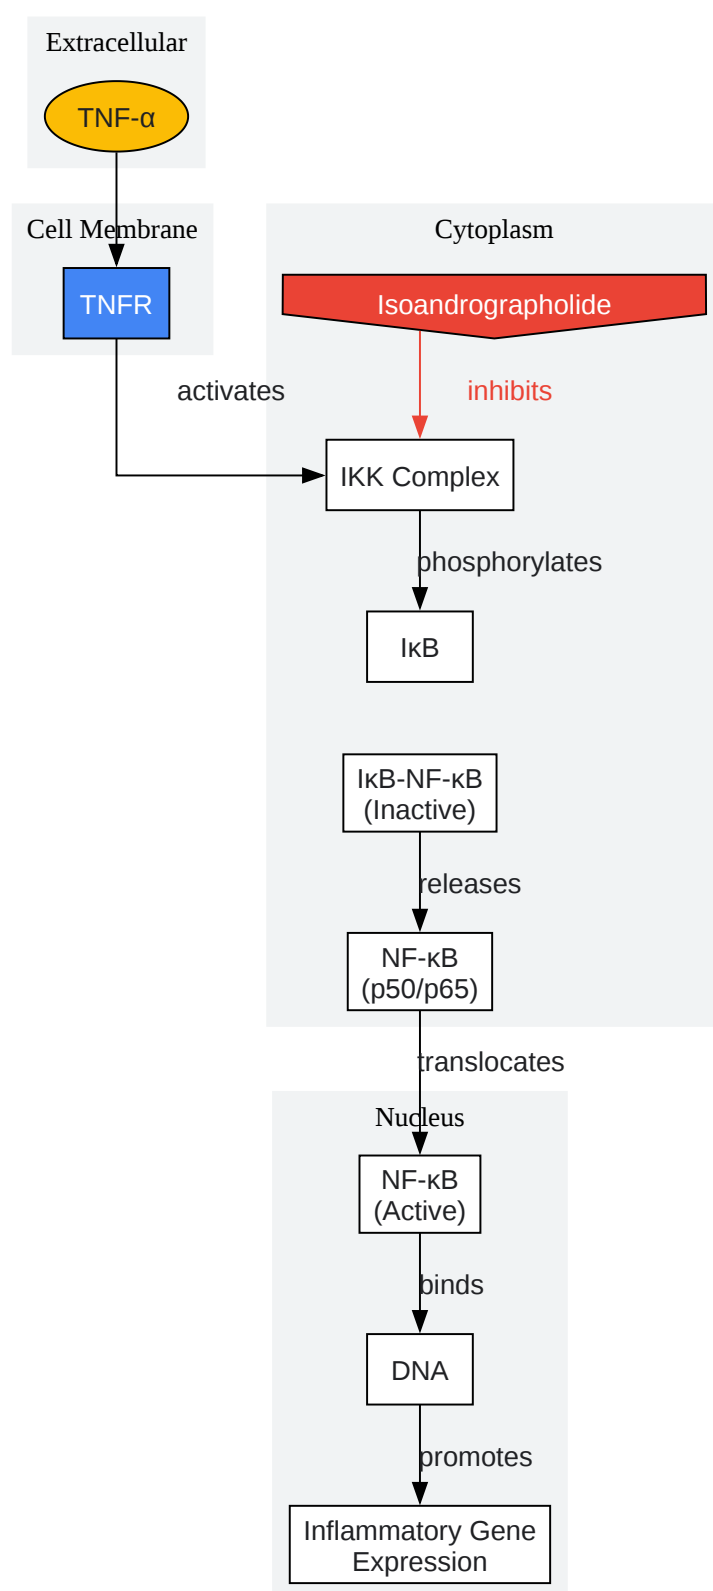 Extracellular
TNF-α
Cell Membrane
TNFR
Cytoplasm
Isoandrographolide
activates
inhibits
IKK Complex
phosphorylates
IκB
IκB-NF-κB
(Inactive)
releases
NF-κB
(p50/p65)
translocates
Nucleus
NF-κB
(Active)
binds
DNA
promotes
Inflammatory Gene
Expression